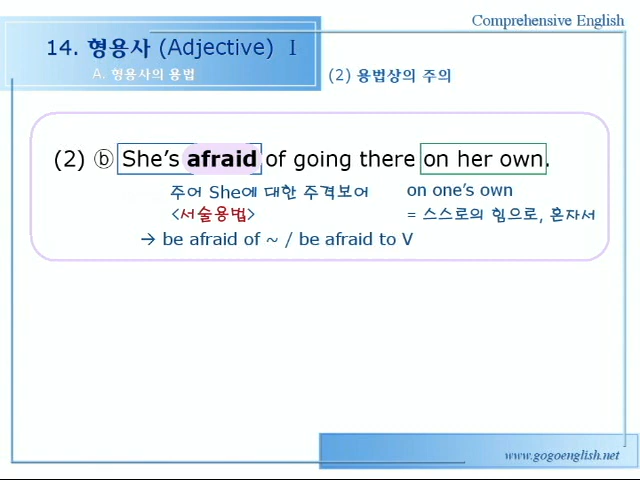 Comprehensive English
14. 형용사 (Adjective) Ⅰ
A. 형용사의 용법
(2) 용법상의 주의
(2) ⓑ She's afraid of going there on her own.
주어 She에 대한 주격보어
on one's own
<서술용법>
= 스스로의 힘으로, 혼자서
→ be afraid of ~ / be afraid to V
www.gogoenglish.net